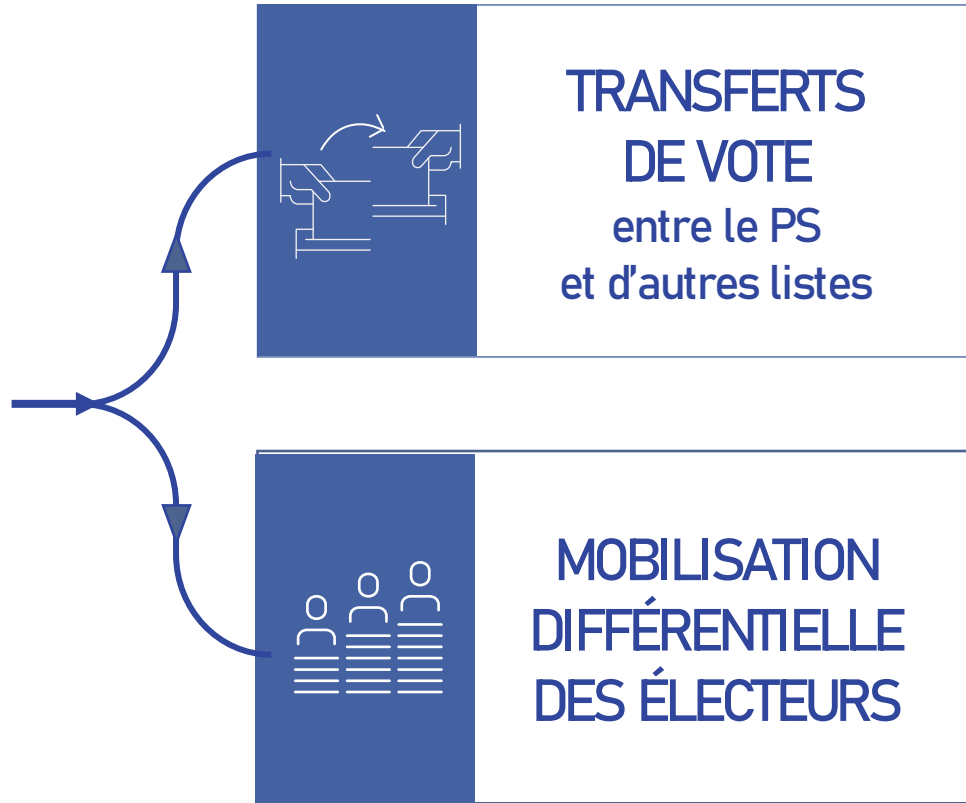 TRANSFERTS
DE VOTE
entre le PS
et d'autres listes
MOBILISATION
DIFFÉRENTIELLE
DES ÉLECTEURS